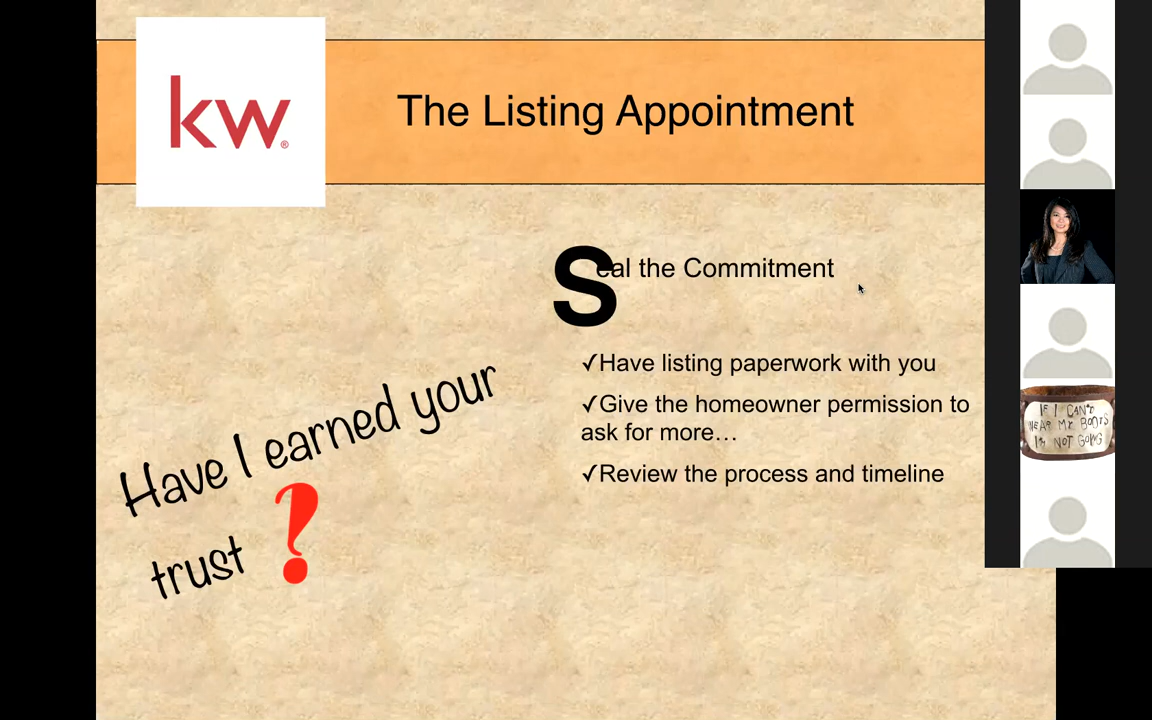 kw®
The Listing Appointment
Seal the Commitment
✓Have listing paperwork with you
✓Give the homeowner permission to
ask for more…
✓Review the process and timeline
Have I earned your
trust ?
IF I CAN'T
WEAR MY BOOTS
I'M NOT GOING